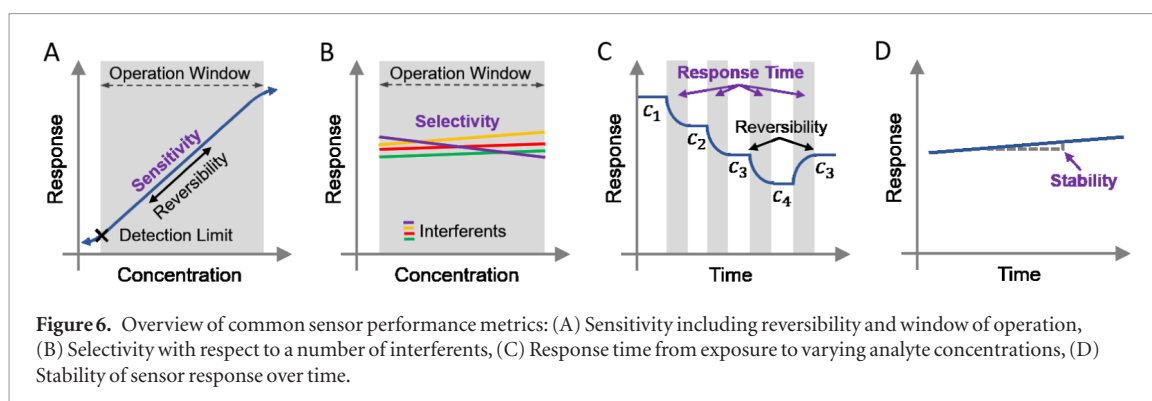 A
Operation Window
Response
Sensitivity
Reversibility
Detection Limit
Concentration
B
Operation Window
Response
Selectivity
Interferents
Concentration
C
Response Time
Response
C1
C2
Reversibility
C3
C4
C3
Time
D
Response
Stability
Time
Figure 6. Overview of common sensor performance metrics: (A) Sensitivity including reversibility and window of operation,
(B) Selectivity with respect to a number of interferents, (C) Response time from exposure to varying analyte concentrations, (D)
Stability of sensor response over time.